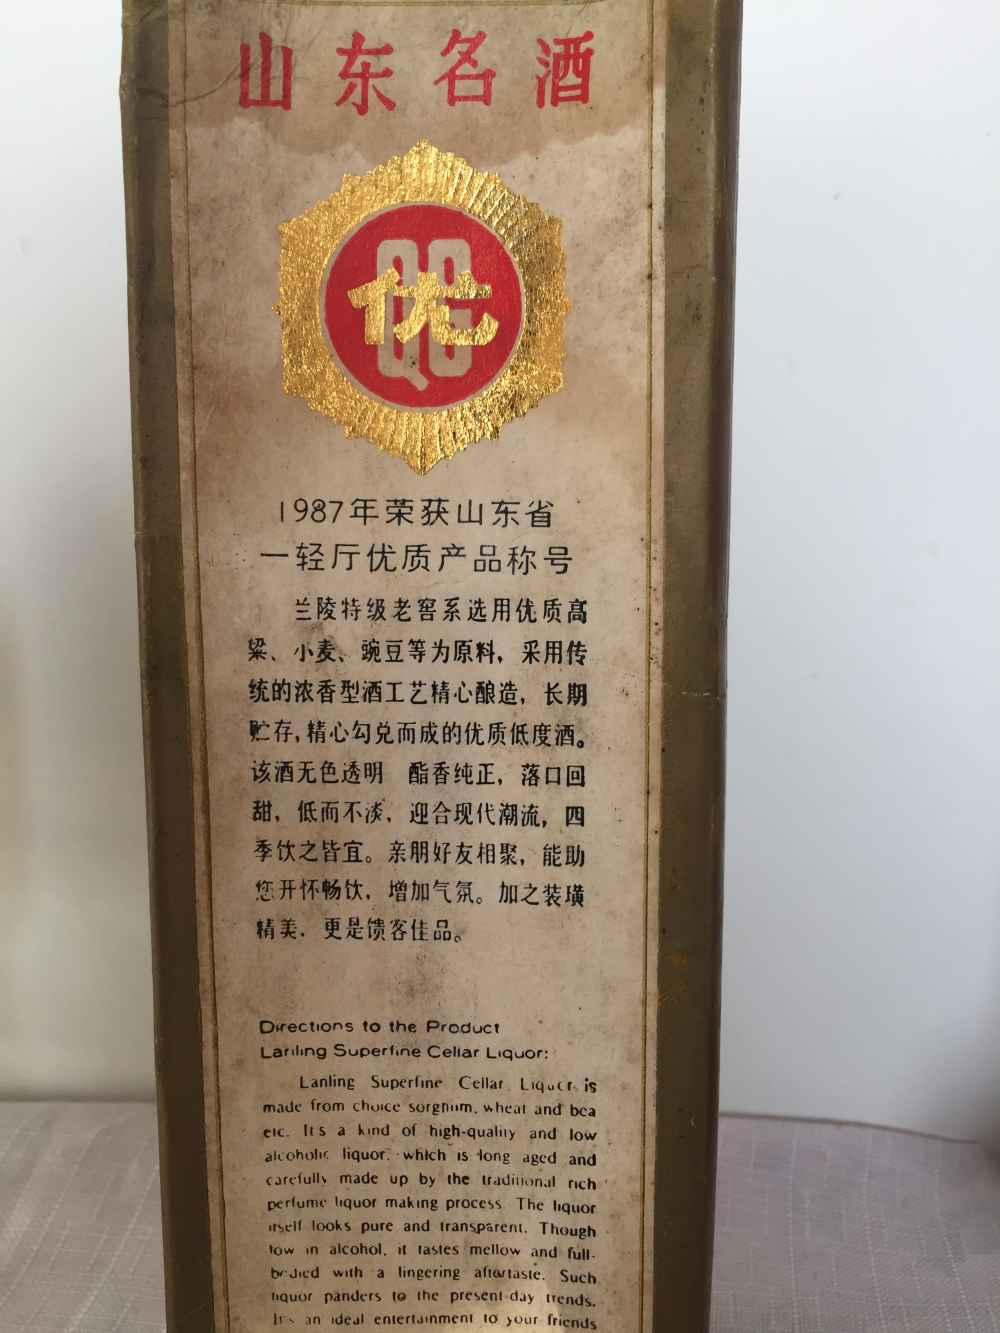 山东名酒
优
1987年荣获山东省
一轻厅优质产品称号
兰陵特级老窖系选用优质高
粱、小麦、豌豆等为原料，采用传
统的浓香型酒工艺精心酿造，长期
贮存，精心勾兑而成的优质低度酒。
该酒无色透明 酯香纯正，落口回
甜，低而不淡，迎合现代潮流，四
季饮之皆宜。亲朋好友相聚，能助
您开怀畅饮，增加气氛。加之装璜
精美，更是馈客佳品。
Directions to the Product
Lanling Superfine Cellar Liquor:
Lanling Superfine Cellar Liquor is
made from choice sorgnum, wheat and bea
etc. It's a kind of high-quality and low
alcoholic liquor, which is long aged and
carefully made up by the traditional rich
perfume liquor making process. The liquor
itself looks pure and transparent. Though
low in alcohol, it tastes mellow and full-
bodied with a lingering aftertaste. Such
liquor panders to the present-day trends.
It's an ideal entertainment to your friends